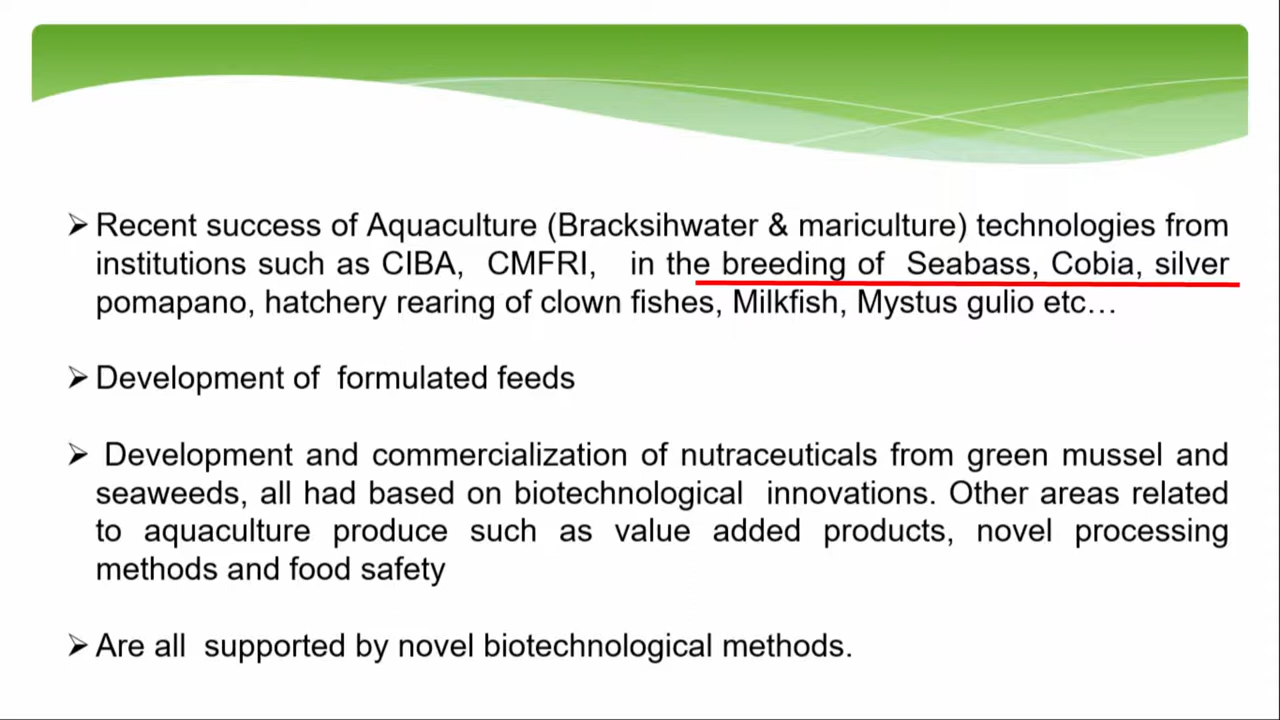 ➢ Recent success of Aquaculture (Bracksihwater & mariculture) technologies from
institutions such as CIBA, CMFRI, in the breeding of Seabass, Cobia, silver
pomapano, hatchery rearing of clown fishes, Milkfish, Mystus gulio etc…
➢ Development of formulated feeds
➢ Development and commercialization of nutraceuticals from green mussel and
seaweeds, all had based on biotechnological innovations. Other areas related
to aquaculture produce such as value added products, novel processing
methods and food safety
➢ Are all supported by novel biotechnological methods.